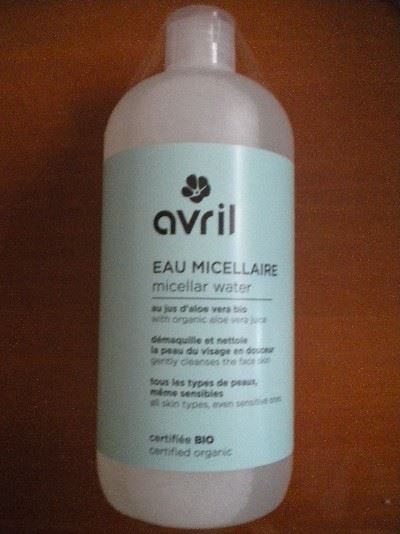 avril
EAU MICELLAIRE
micellar water
au jus d'aloe vera bio
with organic aloe vera juice
démaquille et nettoie
la peau du visage en douceur
gently cleanses the face skin
tous les types de peaux,
même sensibles
all skin types, even sensitive ones
certifiée BIO
certified organic